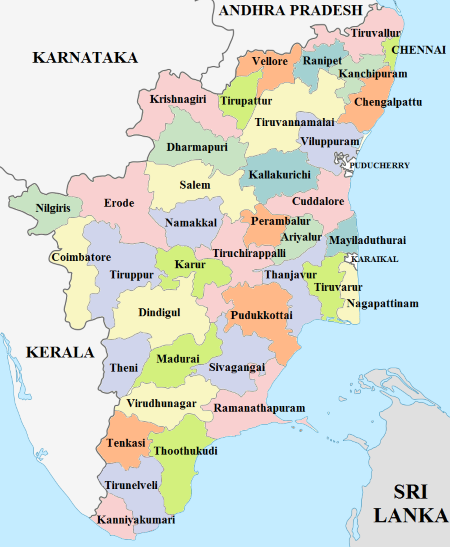 ANDHRA PRADESH
Tiruvallur
CHENNAI
KARNATAKA
Vellore
Ranipet
Kanchipuram
Krishnagiri
Tirupattur
Chengalpattu
Tiruvannamalai
Dharmapuri
Viluppuram
PUDUCHERRY
Salem
Kallakurichi
Nilgiris
Erode
Cuddalore
Namakkal
Perambalur
Ariyalur
Mayiladuthurai
Coimbatore
Tiruchirappalli
KARAIKAL
Tiruppur
Karur
Thanjavur
Tiruvarur
Nagapattinam
Dindigul
Pudukkottai
KERALA
Madurai
Theni
Sivagangai
Virudhunagar
Ramanathapuram
Tenkasi
Thoothukudi
Tirunelveli
Kanniyakumari
SRI
LANKA